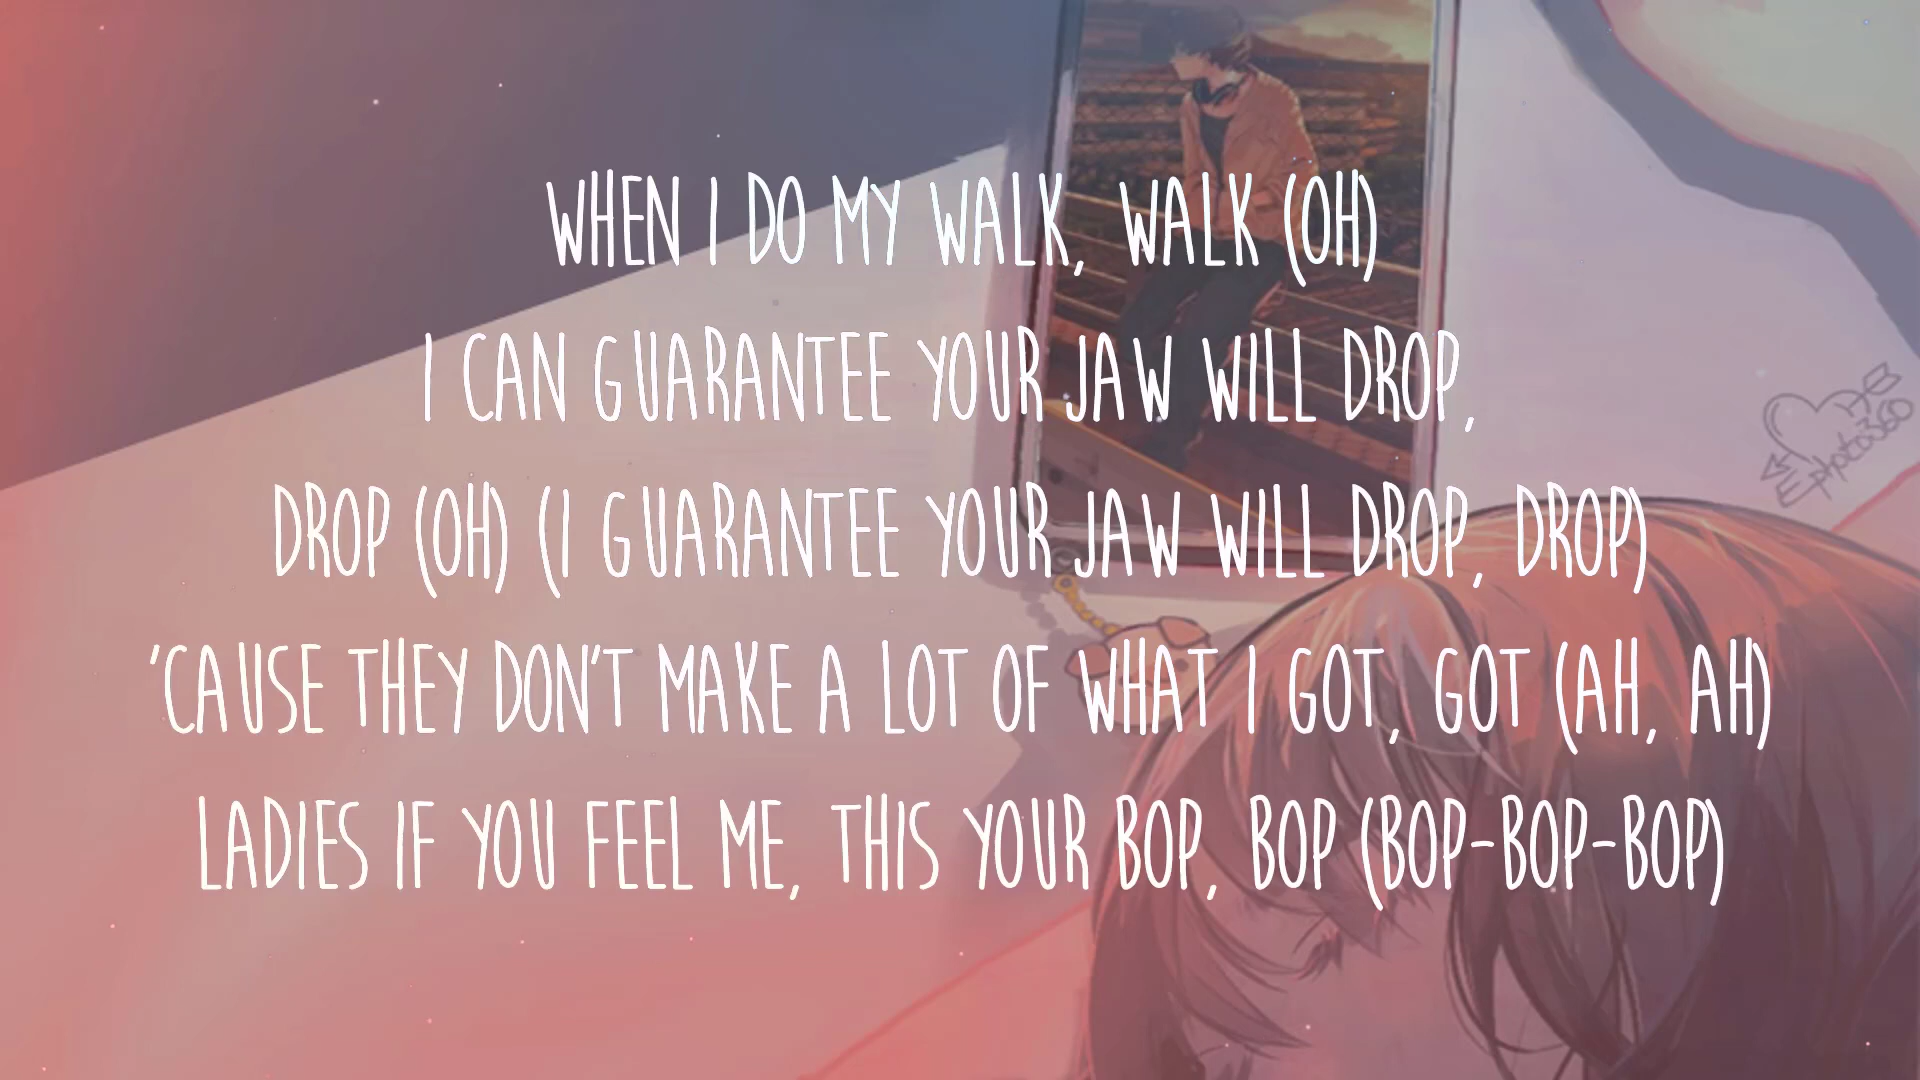 WHEN I DO MY WALK, WALK (OH)
I CAN GUARANTEE YOUR JAW WILL DROP,
DROP (OH) (I GUARANTEE YOUR JAW WILL DROP, DROP)
'CAUSE THEY DON'T MAKE A LOT OF WHAT I GOT, GOT (AH, AH)
LADIES IF YOU FEEL ME, THIS YOUR BOP, BOP (BOP-BOP-BOP)